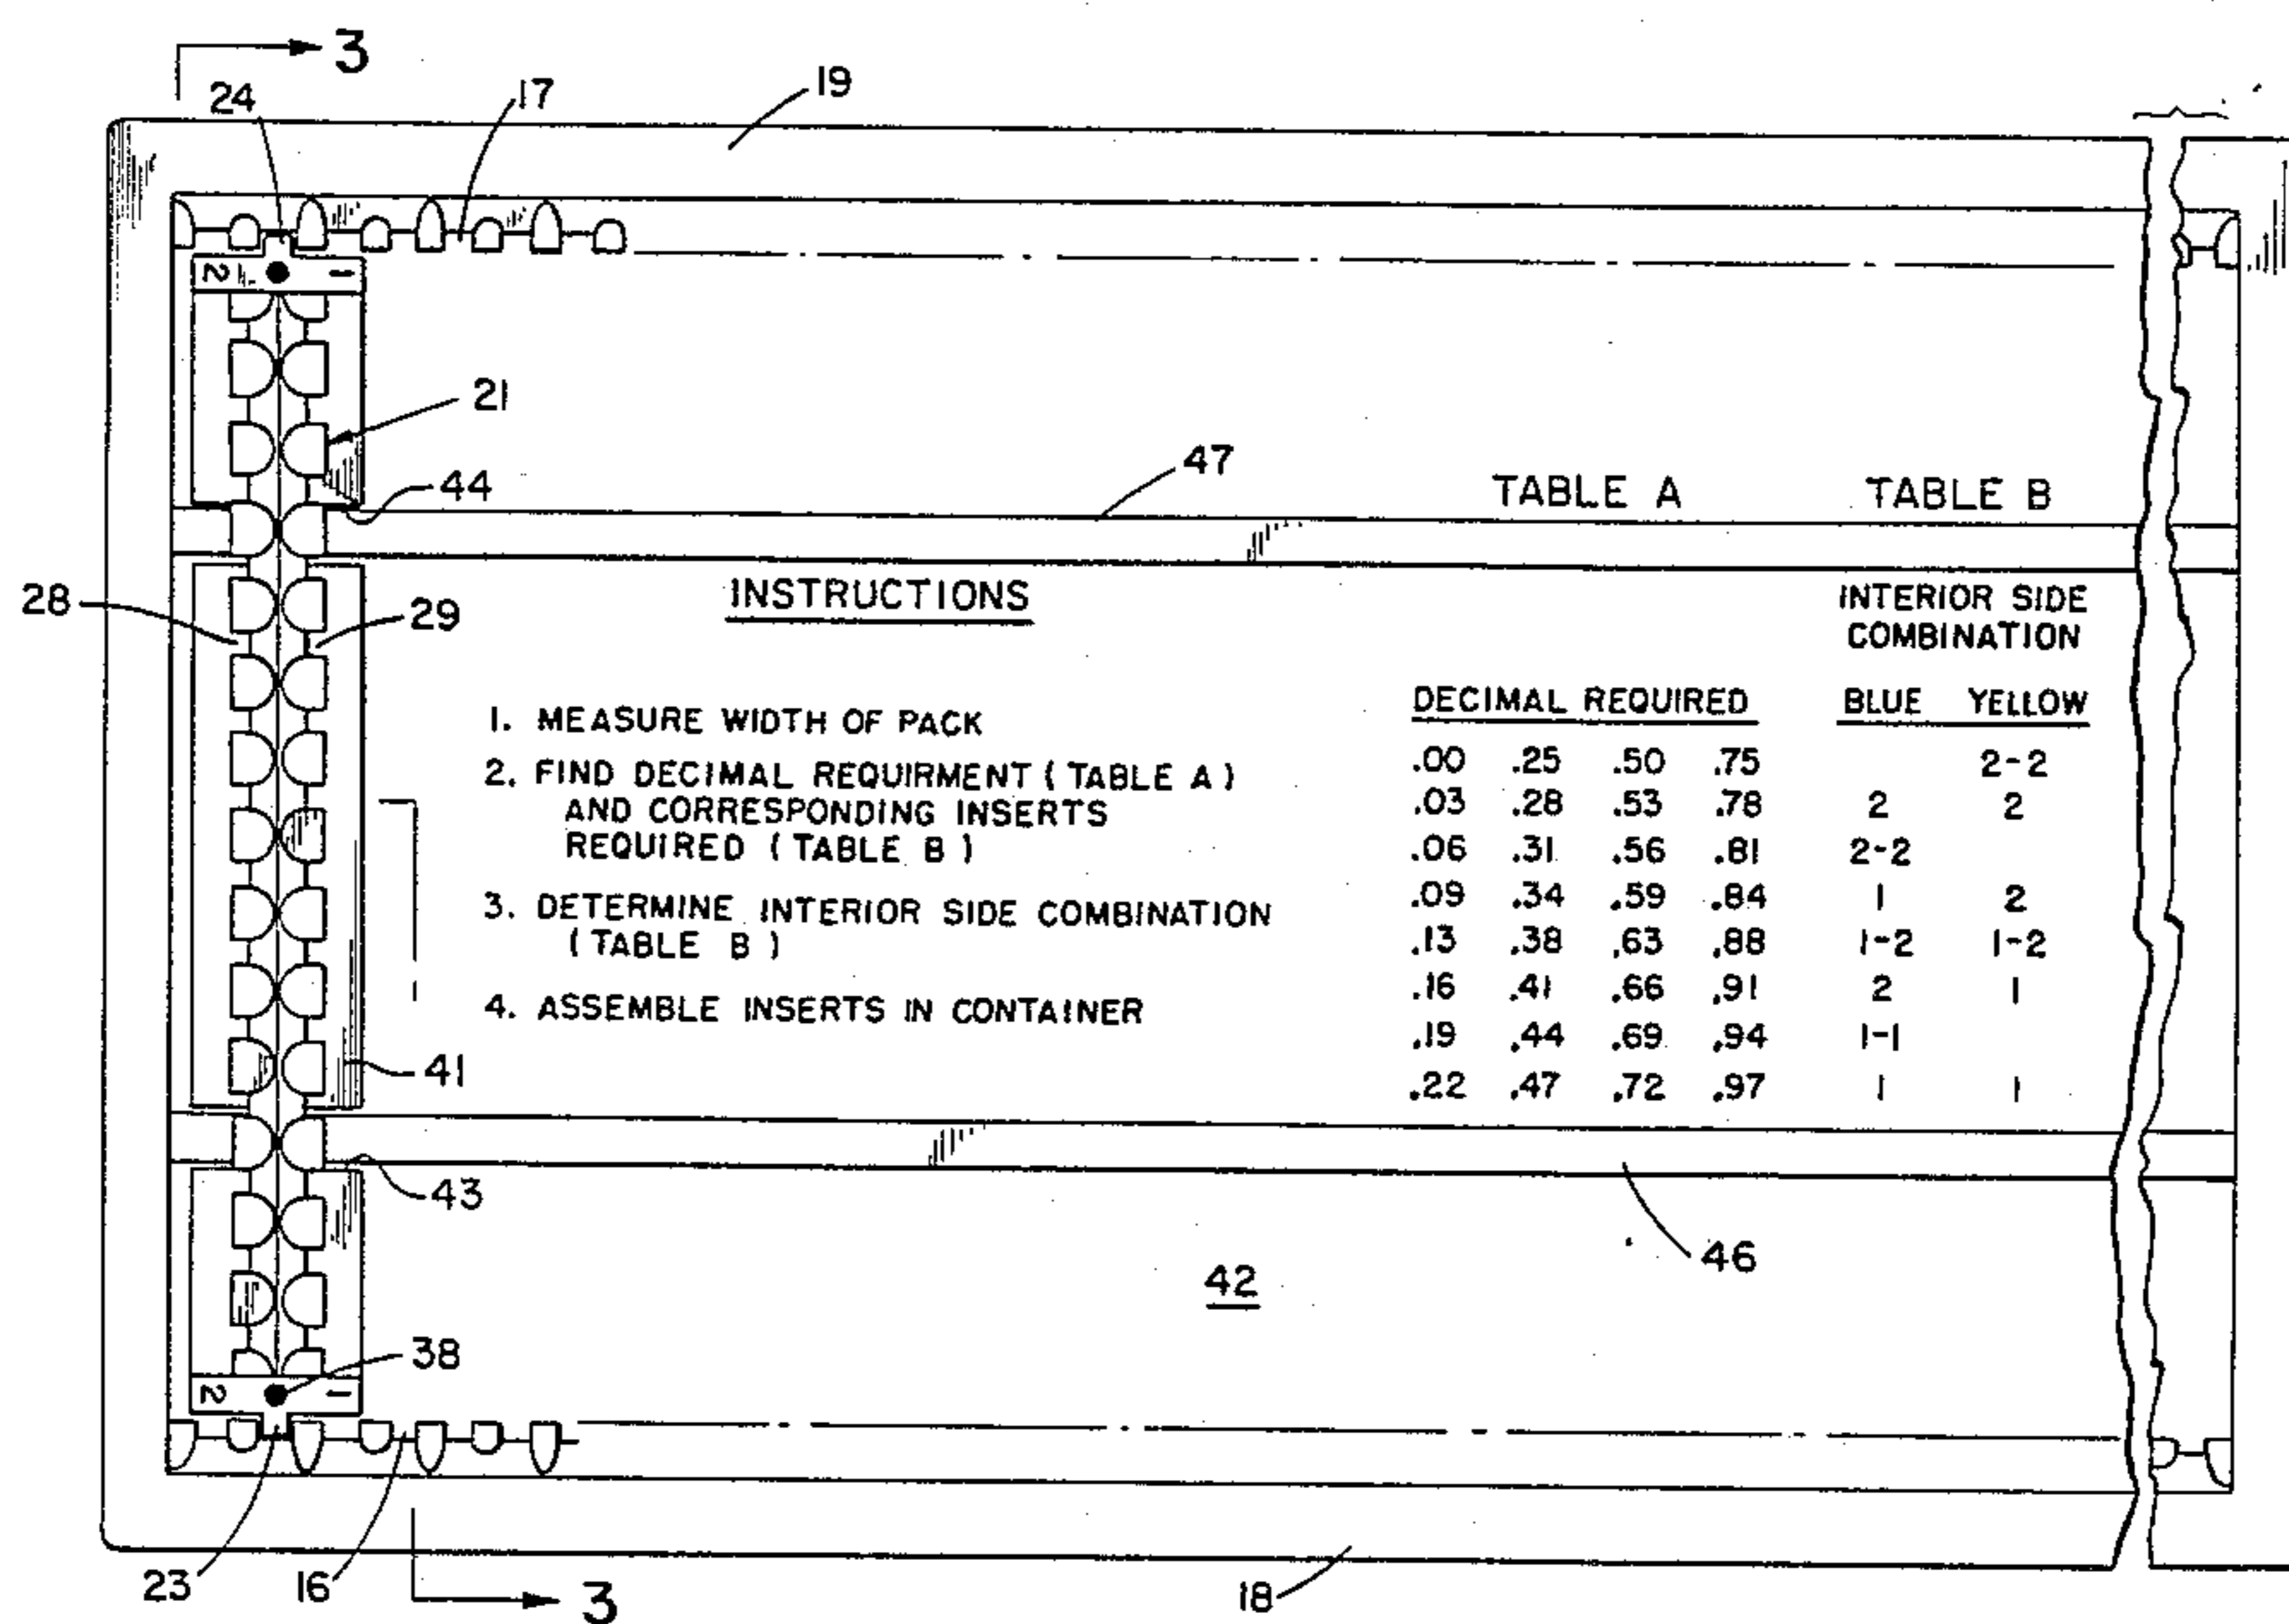 3
24
17
19
2 1
21
44
47
TABLE A
TABLE B
28
29
INSTRUCTIONS
1. MEASURE WIDTH OF PACK
2. FIND DECIMAL REQUIRMENT (TABLE A)
AND CORRESPONDING INSERTS
REQUIRED (TABLE B)
3. DETERMINE INTERIOR SIDE COMBINATION
(TABLE B)
4. ASSEMBLE INSERTS IN CONTAINER
INTERIOR SIDE
COMBINATION
DECIMAL REQUIRED BLUE YELLOW
.00 .25 .50 .75 2-2
.03 .28 .53 .78 2 2
.06 .31 .56 .81 2-2
.09 .34 .59 .84 1 2
.13 .38 .63 .88 1-2 1-2
.16 .41 .66 .91 2 1
.19 .44 .69 .94 1-1
.22 .47 .72 .97 1 1
41
43
46
42
38
2 1
23
16
3
18